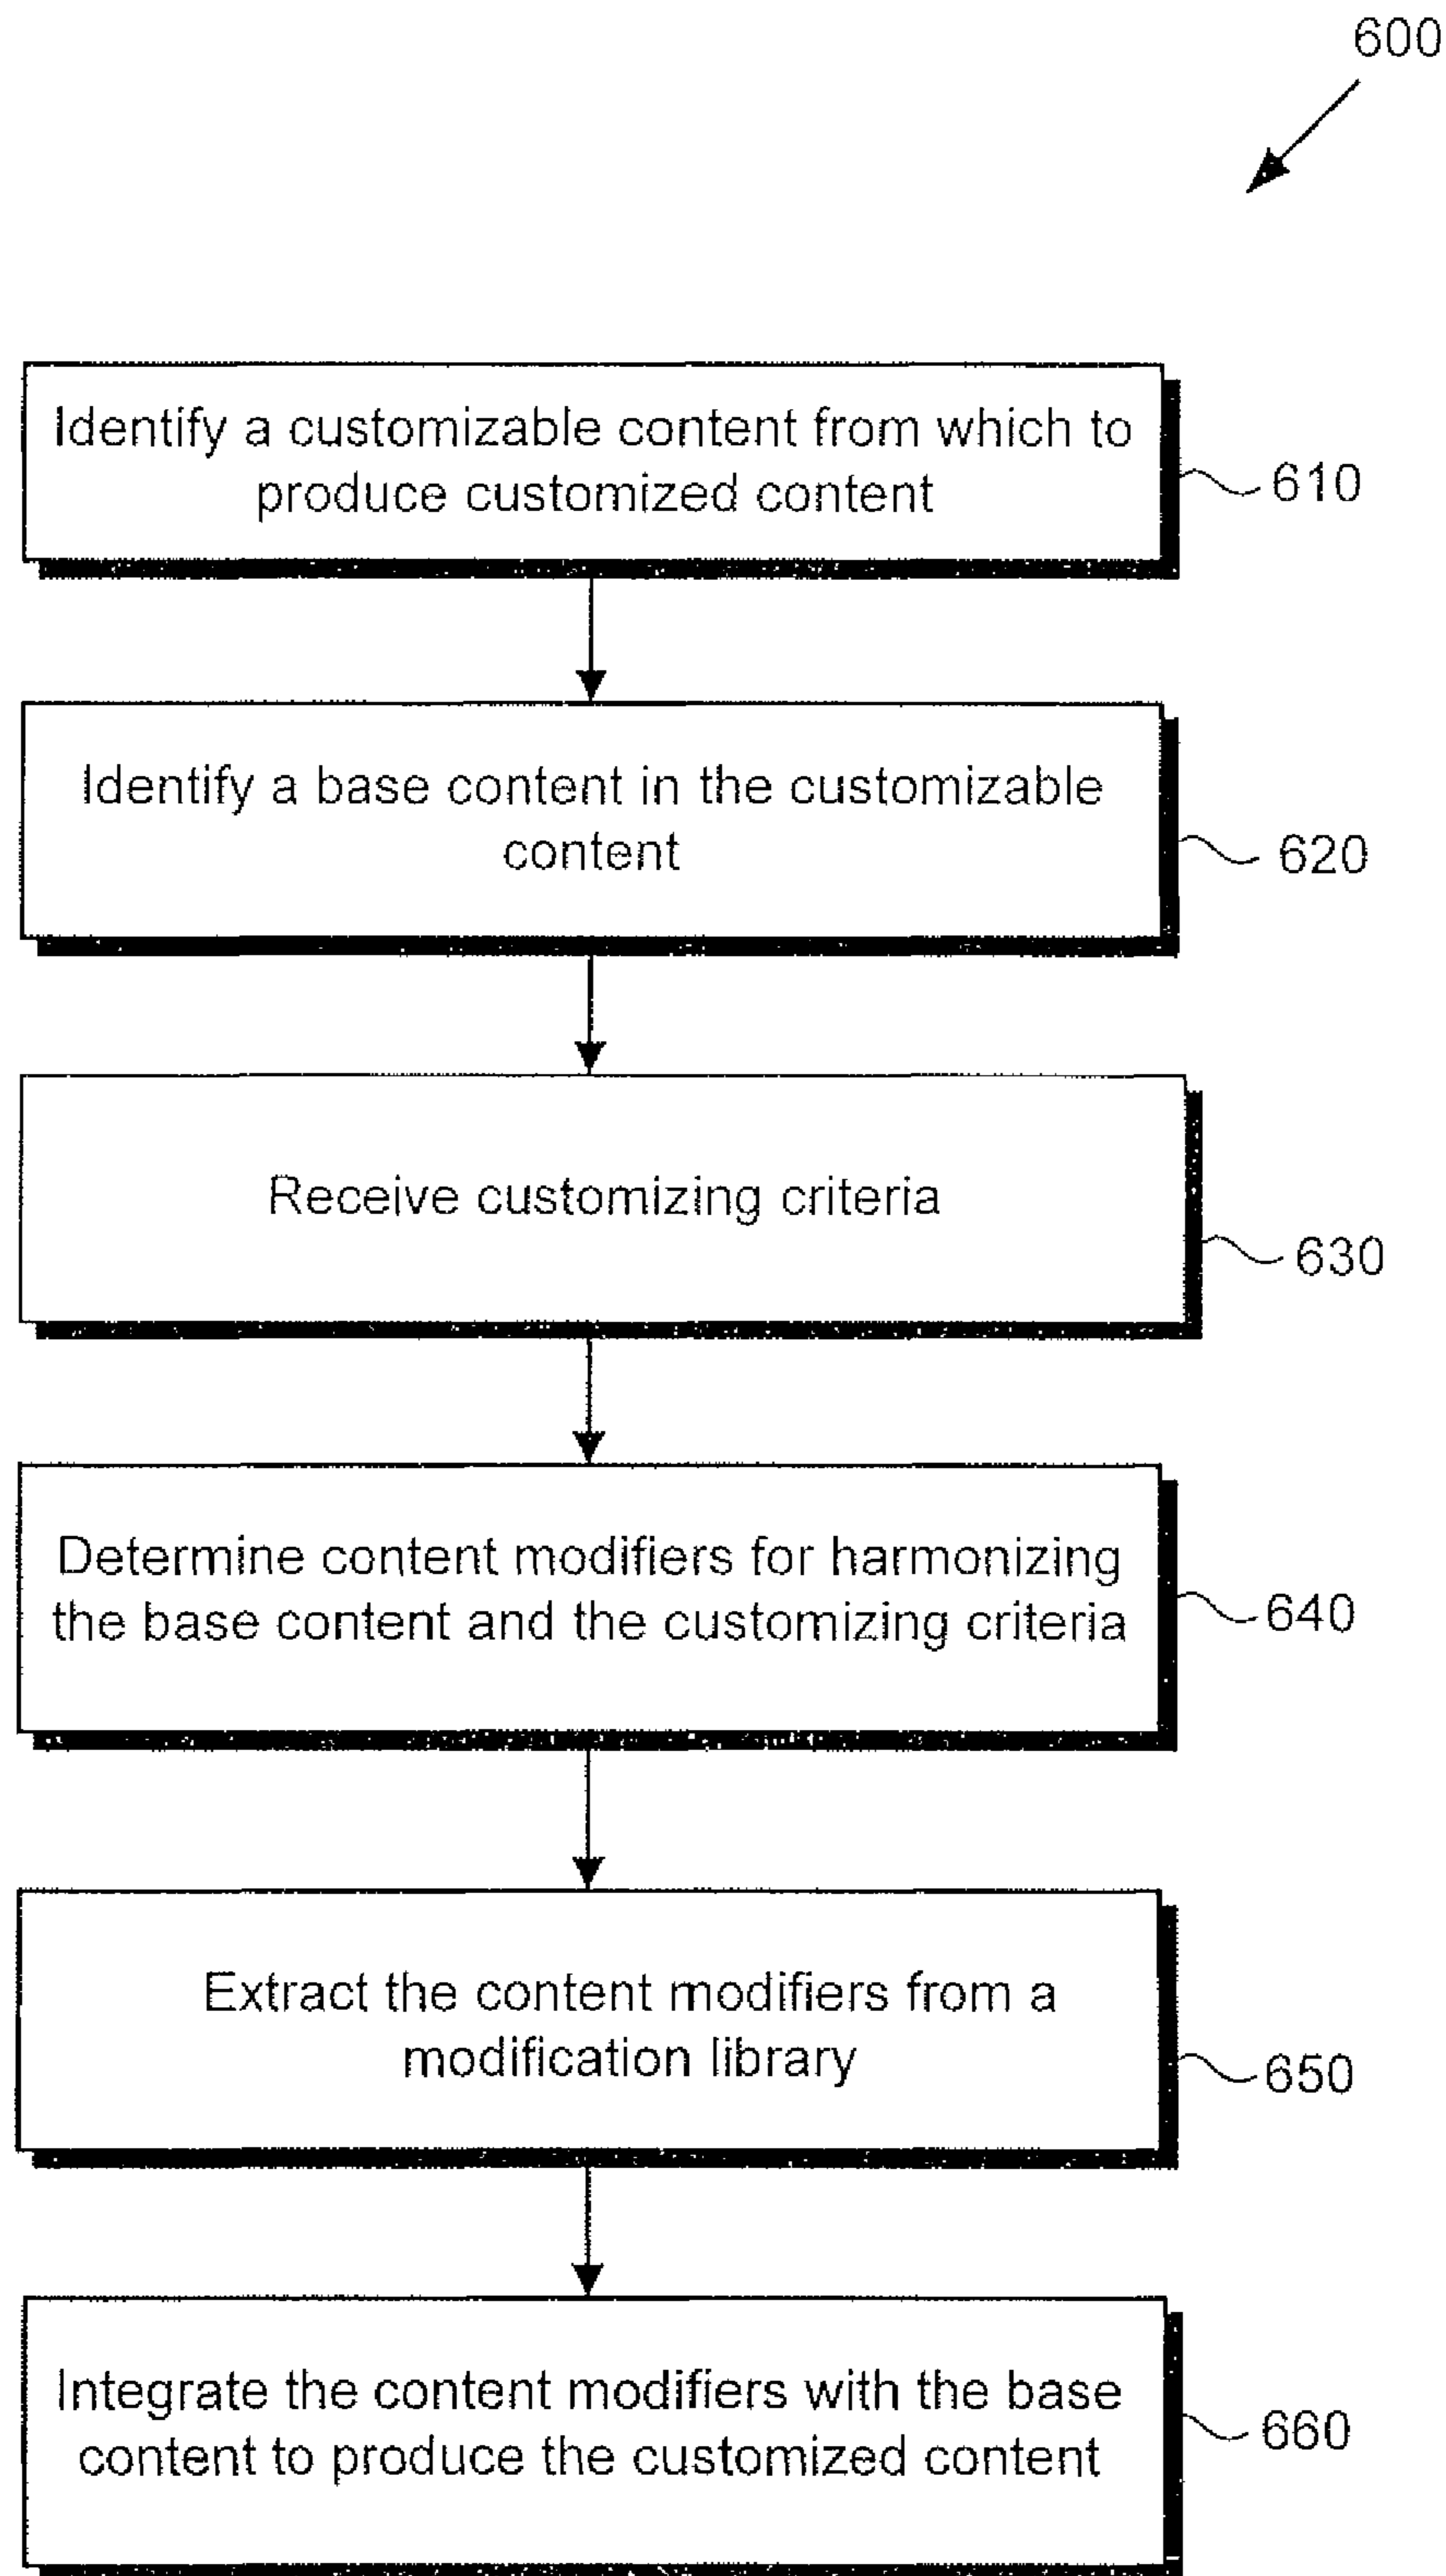 600
Identify a customizable content from which to
produce customized content
610
Identify a base content in the customizable
content
620
Receive customizing criteria
630
Determine content modifiers for harmonizing
the base content and the customizing criteria
640
Extract the content modifiers from a
modification library
650
Integrate the content modifiers with the base
content to produce the customized content
660